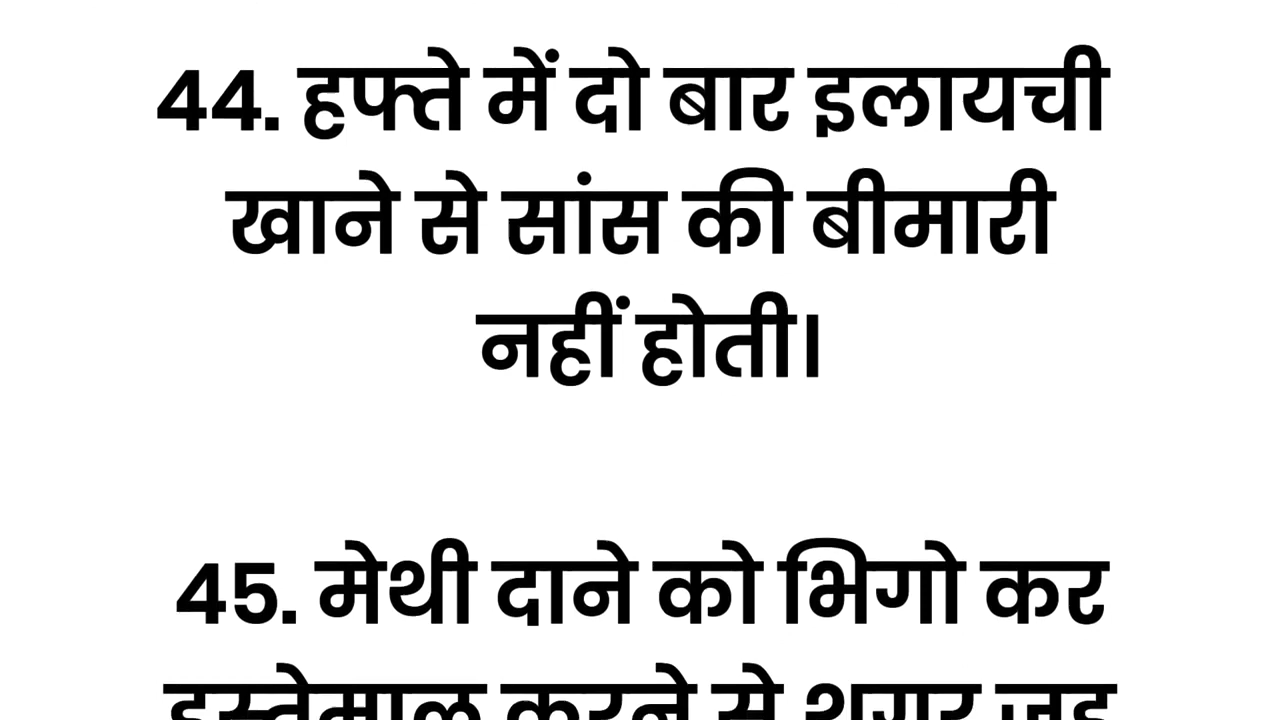 44. हफ्ते में दो बार इलायची
खाने से सांस की बीमारी
नहीं होती।
45. मेथी दाने को भिगो कर
इस्तेमाल करने से शुगर जड़